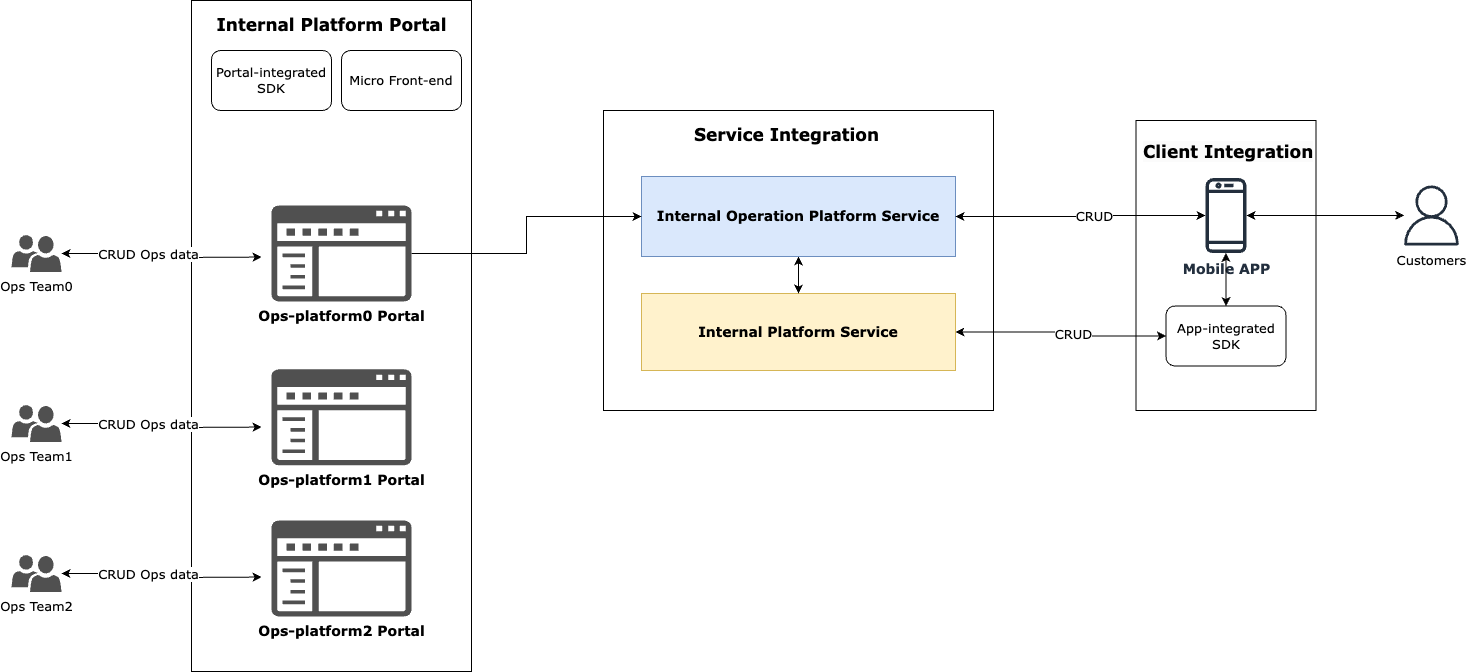 Internal Platform Portal
Portal-integrated
SDK
Micro Front-end
CRUD Ops data
Ops Team0
Ops-platform0 Portal
CRUD Ops data
Ops Team1
Ops-platform1 Portal
CRUD Ops data
Ops Team2
Ops-platform2 Portal
Service Integration
Internal Operation Platform Service
Internal Platform Service
CRUD
CRUD
Client Integration
Mobile APP
App-integrated
SDK
Customers